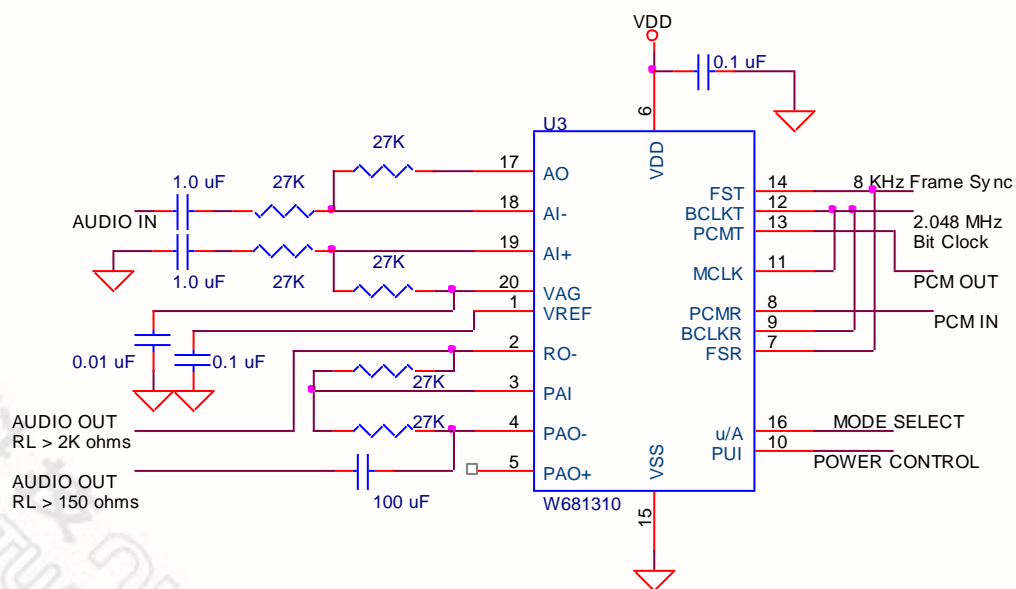 VDD
0.1 uF
6
U3
VDD
27K
17
AO
1.0 uF
27K
18
AI-
AUDIO IN
19
AI+
1.0 uF
27K
27K
20
VAG
1
VREF
0.01 uF
0.1 uF
2
RO-
27K
3
PAI
AUDIO OUT
RL > 2K ohms
27K
4
PAO-
5
PAO+
AUDIO OUT
RL > 150 ohms
100 uF
14
FST
8 KHz Frame Sync
12
BCLKT
2.048 MHz
Bit Clock
13
PCMT
11
MCLK
PCM OUT
8
PCMR
PCM IN
9
BCLKR
7
FSR
16
u/A
MODE SELECT
10
PUI
POWER CONTROL
VSS
W681310
15